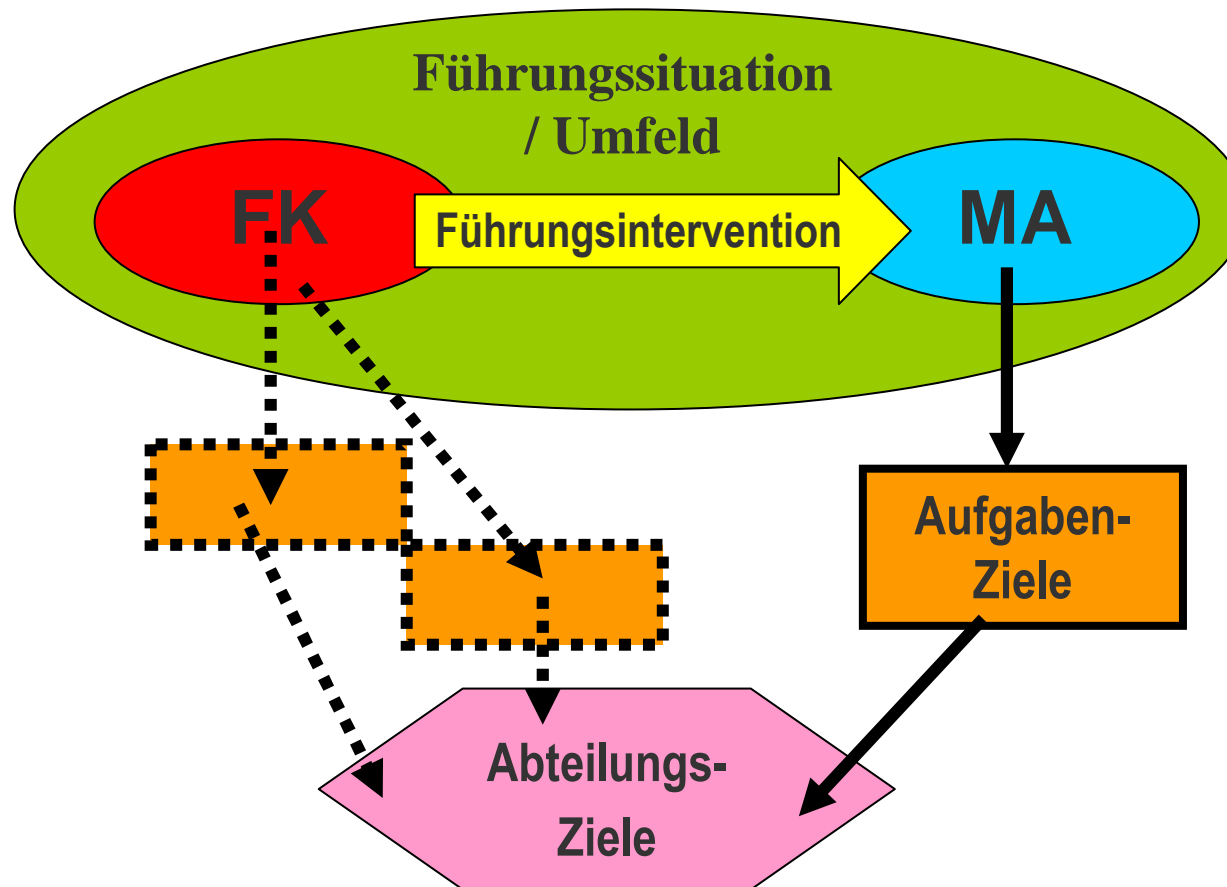 Führungssituation
/ Umfeld
FK
Führungsintervention
MA
Aufgaben-
Ziele
Abteilungs-
Ziele